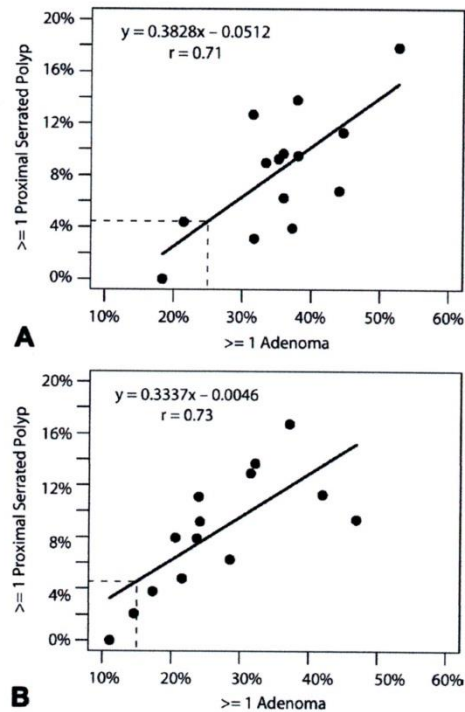 20%
16%
12%
8%
4%
0%
>= 1 Proximal Serrated Polyp
y = 0.3828x – 0.0512
r = 0.71
10%
20%
30%
40%
50%
60%
>= 1 Adenoma
A
20%
16%
12%
8%
4%
0%
>= 1 Proximal Serrated Polyp
y = 0.3337x – 0.0046
r = 0.73
10%
20%
30%
40%
50%
60%
>= 1 Adenoma
B